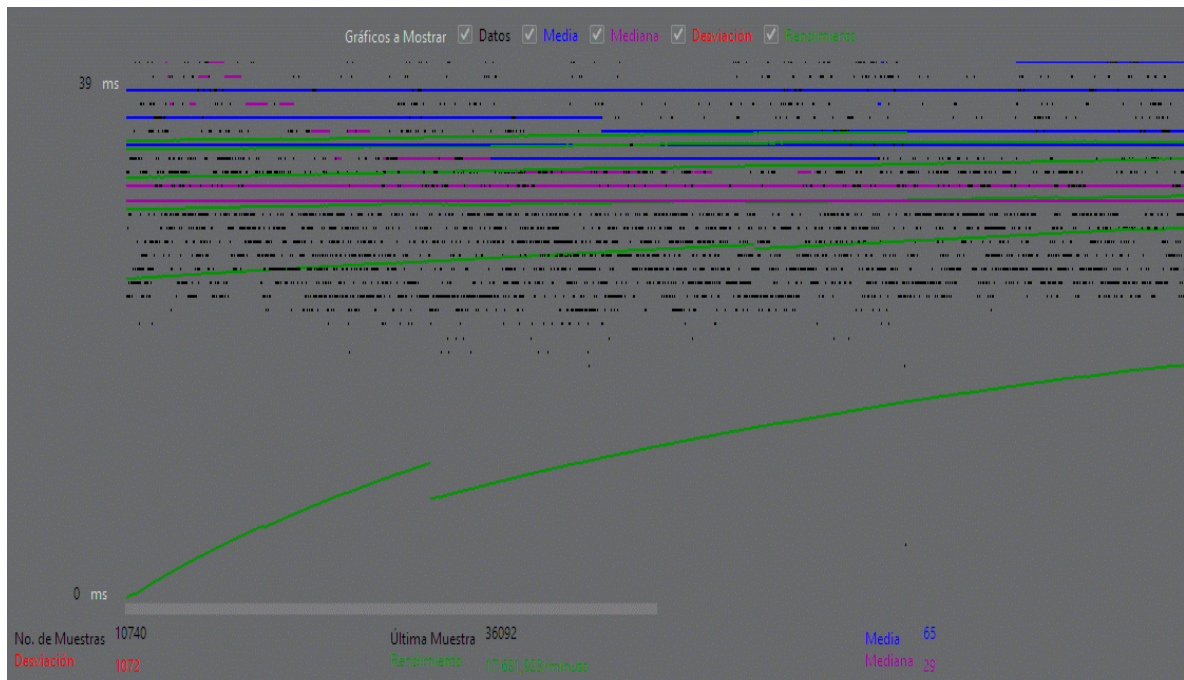 Gráficos a Mostrar Datos Media Mediana Desviación Rendimiento
39 ms
0 ms
No. de Muestras 10740 Última Muestra 36092 Media 65
Desviación 1072 Rendimiento Mediana 29